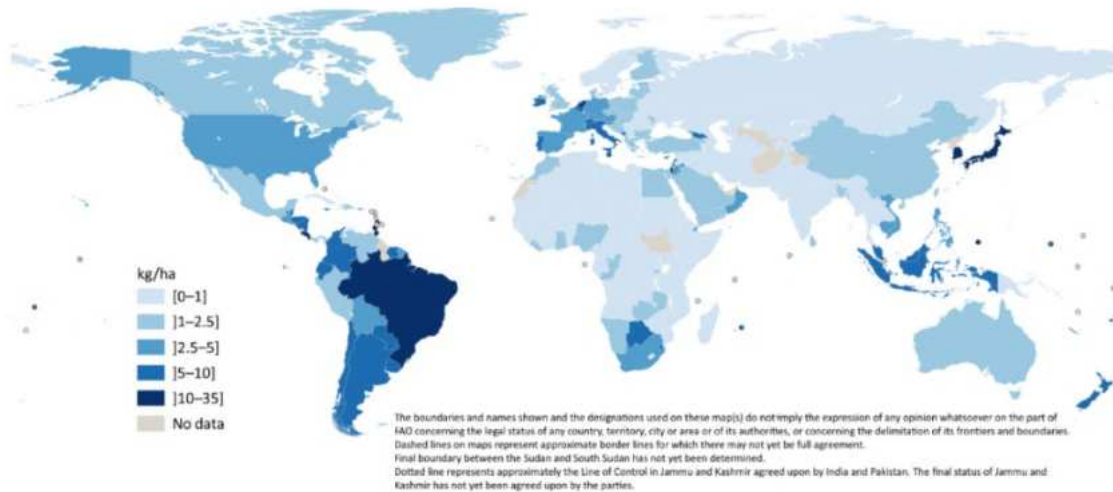 kg/ha
[0–1]
]1–2.5]
]2.5–5]
]5–10]
]10–35]
No data
The boundaries and names shown and the designations used on these map(s) do not imply the expression of any opinion whatsoever on the part of
FAO concerning the legal status of any country, territory, city or area or of its authorities, or concerning the delimitation of its frontiers and boundaries.
Dashed lines on maps represent approximate border lines for which there may not yet be full agreement.
Final boundary between the Sudan and South Sudan has not yet been determined.
Dotted line represents approximately the Line of Control in Jammu and Kashmir agreed upon by India and Pakistan. The final status of Jammu and
Kashmir has not yet been agreed upon by the parties.